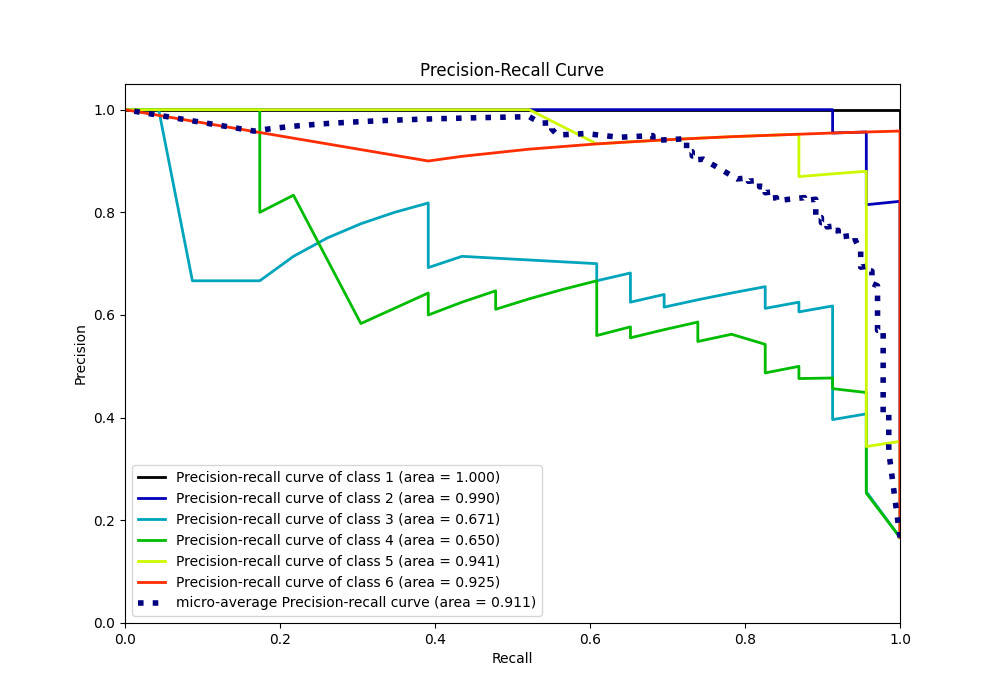 Precision-Recall Curve
1.0
0.8
0.6
0.4
0.2
0.0
Precision
Precision-recall curve of class 1 (area = 1.000)
Precision-recall curve of class 2 (area = 0.990)
Precision-recall curve of class 3 (area = 0.671)
Precision-recall curve of class 4 (area = 0.650)
Precision-recall curve of class 5 (area = 0.941)
Precision-recall curve of class 6 (area = 0.925)
micro-average Precision-recall curve (area = 0.911)
0.0 0.2 0.4 0.6 0.8 1.0
Recall